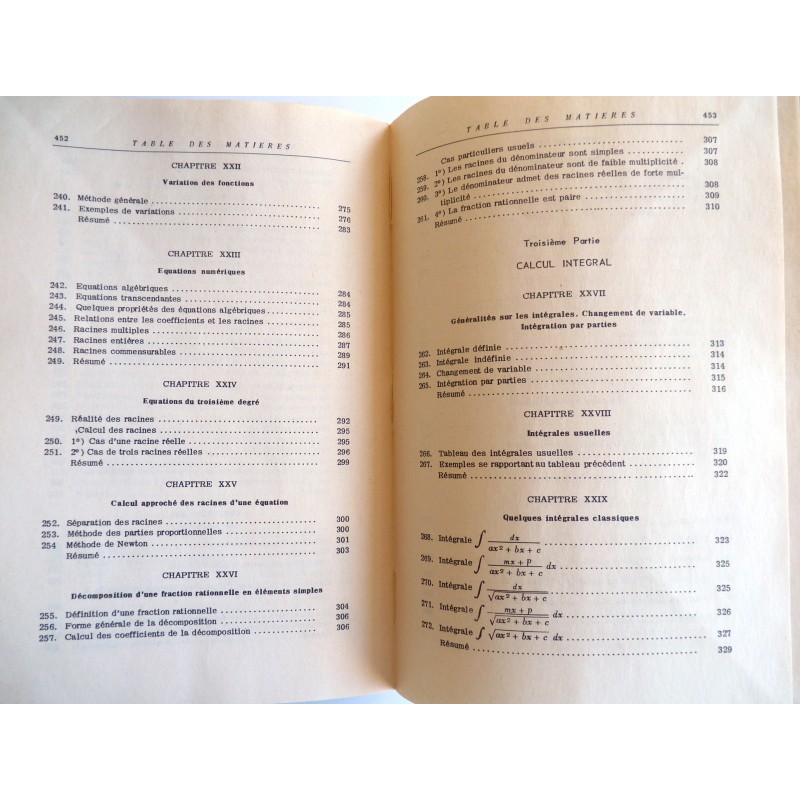 452
TABLE DES MATIERES
CHAPITRE XXII
Variation des fonctions
240. Méthode générale ........ 275
241. Exemples de variations ........ 276
Résumé ........ 283
CHAPITRE XXIII
Equations numériques
242. Equations algébriques ........ 284
243. Equations transcendantes ........ 284
244. Quelques propriétés des équations algébriques ........ 285
245. Relations entre les coefficients et les racines ........ 285
246. Racines multiples ........ 286
247. Racines entières ........ 287
248. Racines commensurables ........ 289
249. Résumé ........ 291
CHAPITRE XXIV
Equations du troisième degré
249. Réalité des racines ........ 292
Calcul des racines ........ 295
250. 1º) Cas d'une racine réelle ........ 295
251. 2º) Cas de trois racines réelles ........ 296
Résumé ........ 299
CHAPITRE XXV
Calcul approché des racines d'une équation
252. Séparation des racines ........ 300
253. Méthode des parties proportionnelles ........ 300
254 Méthode de Newton ........ 301
Résumé ........ 303
CHAPITRE XXVI
Décomposition d'une fraction rationnelle en éléments simples
255. Définition d'une fraction rationnelle ........ 304
256. Forme générale de la décomposition ........ 306
257. Calcul des coefficients de la décomposition ........ 306
TABLE DES MATIERES 453
Cas particuliers usuels ........ 307
258. 1º) Les racines du dénominateur sont simples ........ 307
259. 2º) Les racines du dénominateur sont de faible multiplicité . 308
260. 3º) Le dénominateur admet des racines réelles de forte mul-
tiplicité ........ 308
261. 4º) La fraction rationnelle est paire ........ 309
Résumé ........ 310
Troisième Partie
CALCUL INTEGRAL
CHAPITRE XXVII
Généralités sur les intégrales. Changement de variable.
Intégration par parties
262. Intégrale définie ........ 313
263. Intégrale indéfinie ........ 314
264. Changement de variable ........ 314
265. Intégration par parties ........ 315
Résumé ........ 316
CHAPITRE XXVIII
Intégrales usuelles
266. Tableau des intégrales usuelles ........ 319
267. Exemples se rapportant au tableau précédent ........ 320
Résumé ........ 322
CHAPITRE XXIX
Quelques intégrales classiques
268. Intégrale ∫ dx / (ax² + bx + c) ........ 323
269. Intégrale ∫ (mx + p) / (ax² + bx + c) dx ........ 325
270. Intégrale ∫ dx / √(ax² + bx + c) ........ 325
271. Intégrale ∫ (mx + p) / √(ax² + bx + c) dx ........ 326
272. Intégrale ∫ √(ax² + bx + c) dx ........ 327
Résumé ........ 329